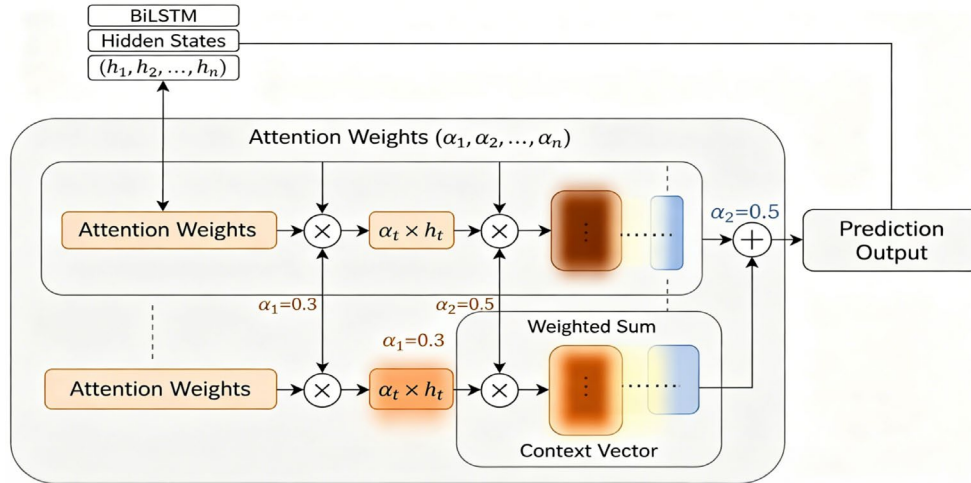 BiLSTM
Hidden States
(h₁, h₂, ..., hₙ)
Attention Weights (α₁, α₂, ..., αₙ)
Attention Weights
×
αₜ × hₜ
×
⋮
........
α₂=0.5
+
Prediction
Output
α₁=0.3
α₂=0.5
α₁=0.3
Weighted Sum
Attention Weights
×
αₜ × hₜ
×
⋮
........
Context Vector